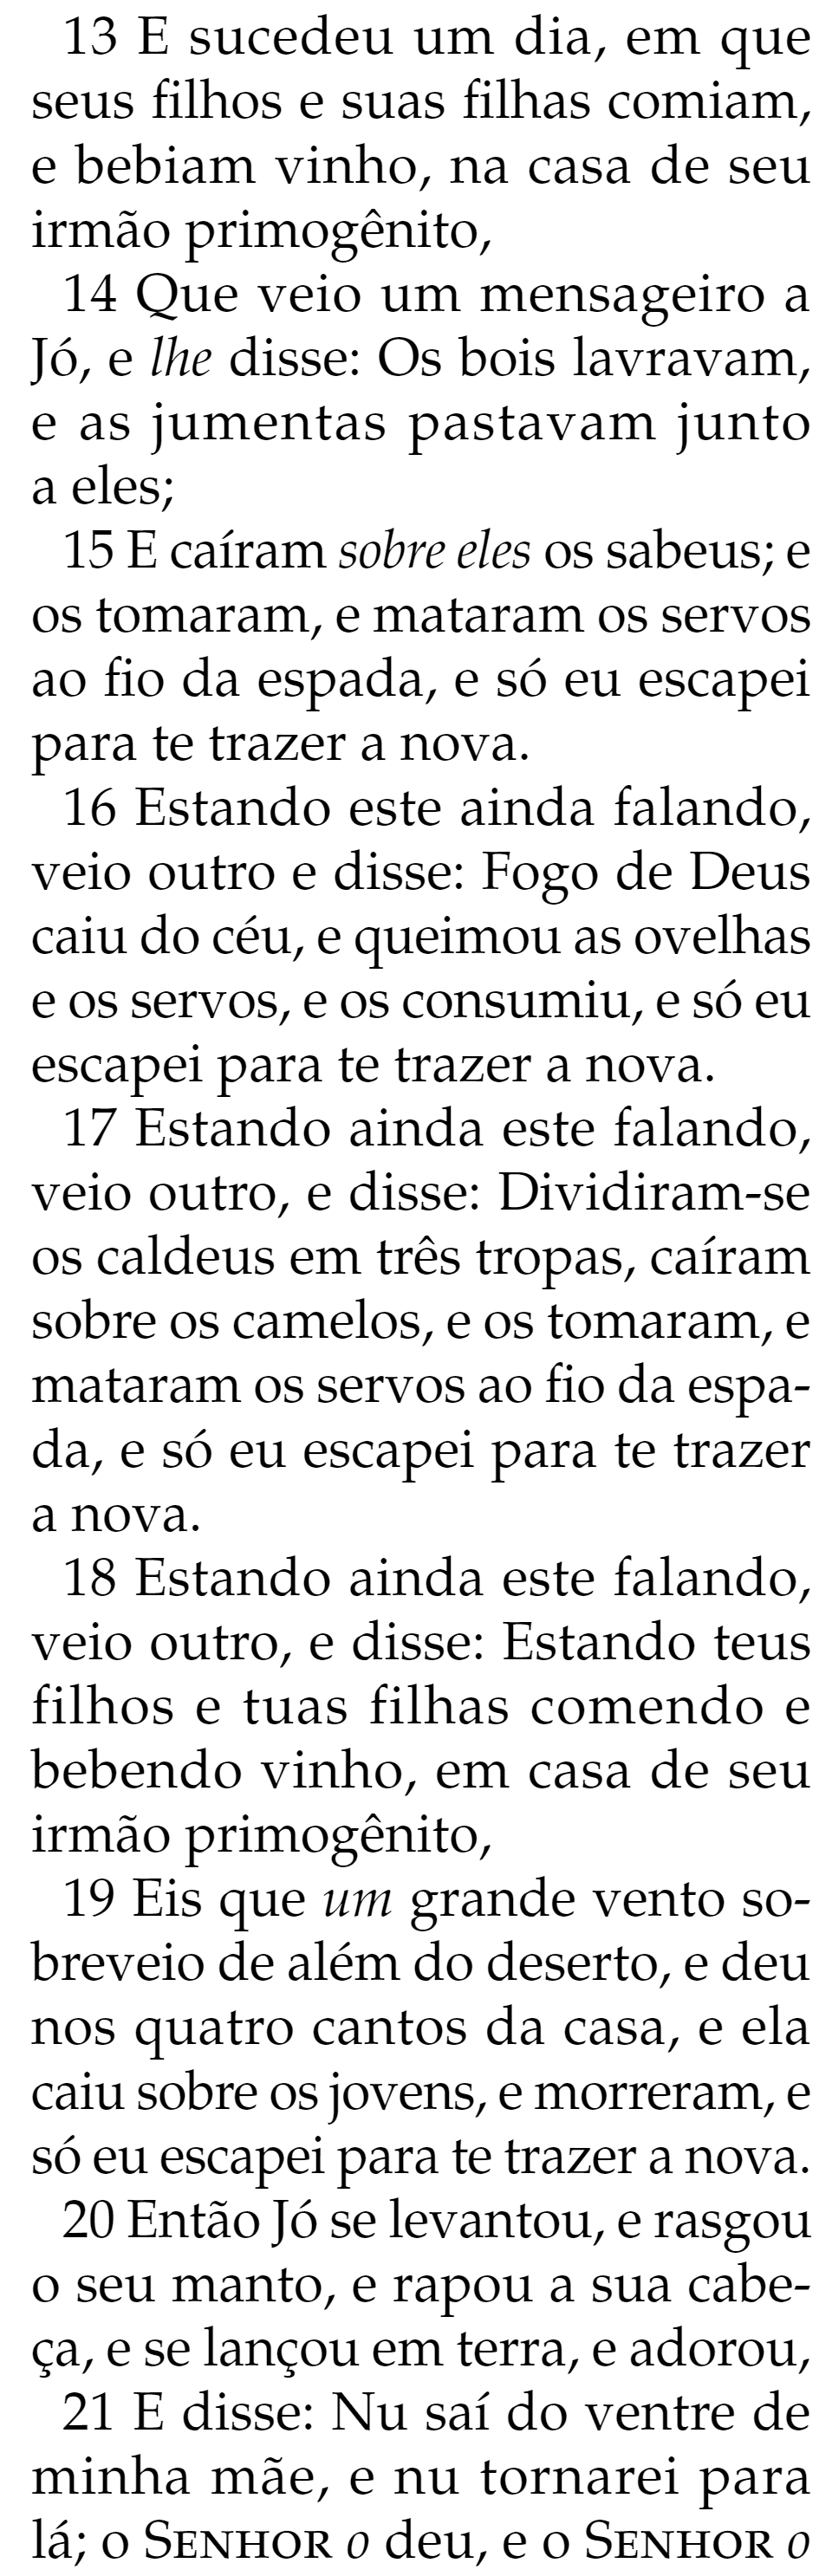 13 E sucedeu um dia, em que
seus filhos e suas filhas comiam,
e bebiam vinho, na casa de seu
irmão primogênito,
14 Que veio um mensageiro a
Jó, e lhe disse: Os bois lavravam,
e as jumentas pastavam junto
a eles;
15 E caíram sobre eles os sabeus; e
os tomaram, e mataram os servos
ao fio da espada, e só eu escapei
para te trazer a nova.
16 Estando este ainda falando,
veio outro e disse: Fogo de Deus
caiu do céu, e queimou as ovelhas
e os servos, e os consumiu, e só eu
escapei para te trazer a nova.
17 Estando ainda este falando,
veio outro, e disse: Dividiram-se
os caldeus em três tropas, caíram
sobre os camelos, e os tomaram, e
mataram os servos ao fio da espa-
da, e só eu escapei para te trazer
a nova.
18 Estando ainda este falando,
veio outro, e disse: Estando teus
filhos e tuas filhas comendo e
bebendo vinho, em casa de seu
irmão primogênito,
19 Eis que um grande vento so-
breveio de além do deserto, e deu
nos quatro cantos da casa, e ela
caiu sobre os jovens, e morreram, e
só eu escapei para te trazer a nova.
20 Então Jó se levantou, e rasgou
o seu manto, e rapou a sua cabe-
ça, e se lançou em terra, e adorou,
21 E disse: Nu saí do ventre de
minha mãe, e nu tornarei para
lá; o SENHOR o deu, e o SENHOR o